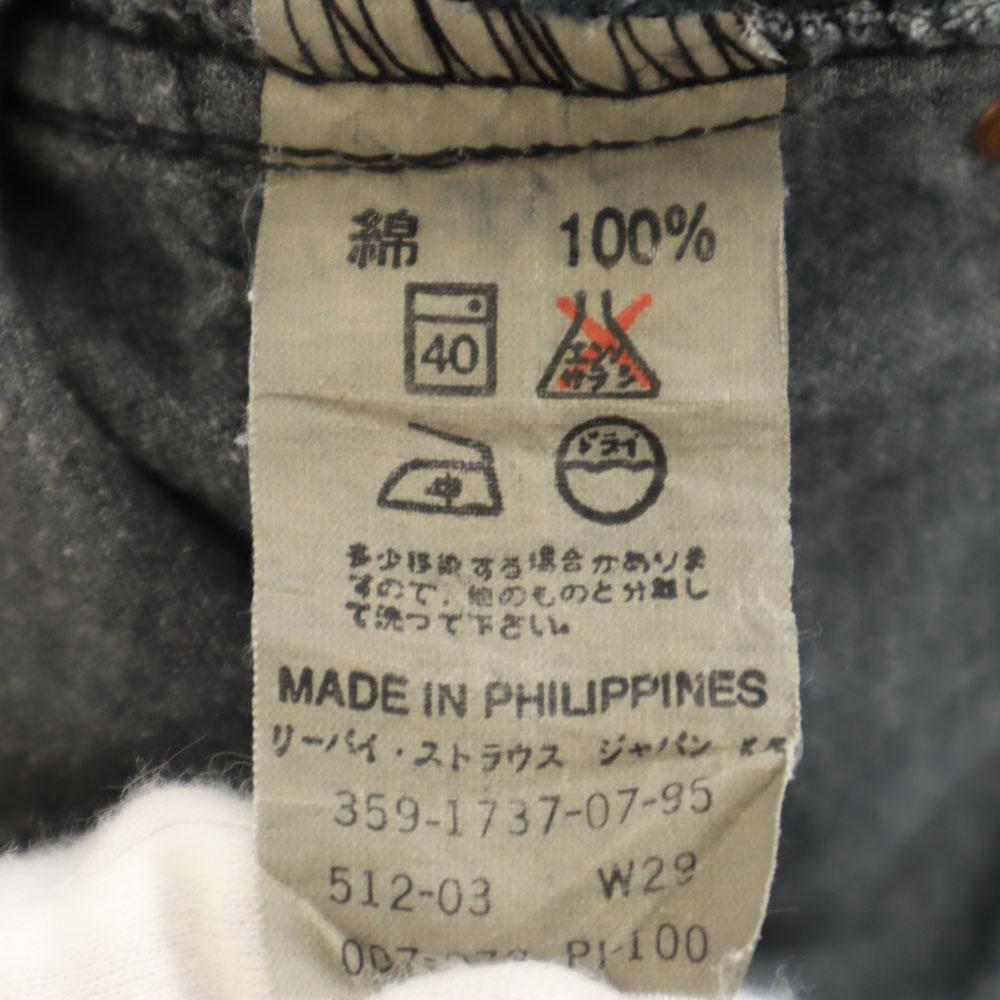 綿 100%
40 エンソ
サラシ
中 ドライ
多少移染する場合がありま
すので、他のものと分離し
て洗って下さい。
MADE IN PHILIPPINES
リーバイ・ストラウス ジャパン K.K.
359-1737-07-95
512-03 W29
PI-100